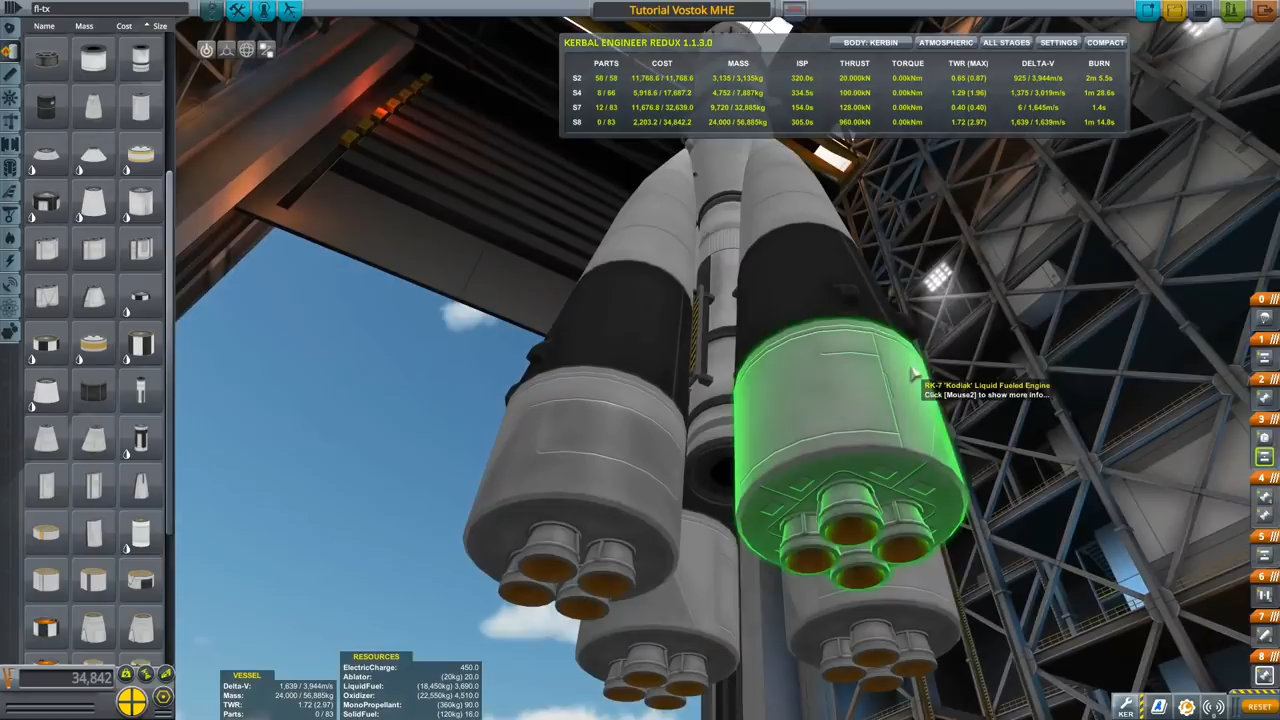 fl-tx
Tutorial Vostok MHE
Name Mass Cost Size
KERBAL ENGINEER REDUX 1.1.3.0 BODY: KERBIN ATMOSPHERIC ALL STAGES SETTINGS COMPACT
PARTS COST MASS ISP THRUST TORQUE TWR (MAX) DELTA-V BURN
S2 58 / 58 11,768.6 / 11,768.6 3,135 / 3,135kg 320.0s 20.000kN 0.00kNm 0.65 (0.87) 925 / 3,944m/s 2m 5.5s
S4 8 / 66 5,918.6 / 17,687.2 4,752 / 7,887kg 334.5s 100.00kN 0.00kNm 1.29 (1.96) 1,375 / 3,019m/s 1m 28.6s
S7 12 / 83 11,676.8 / 32,639.0 9,720 / 32,885kg 154.0s 128.00kN 0.00kNm 0.40 (0.40) 6 / 1,645m/s 1.4s
S8 0 / 83 2,203.2 / 34,842.2 24,000 / 56,885kg 305.0s 960.00kN 0.00kNm 1.72 (2.97) 1,639 / 1,639m/s 1m 14.8s
RK-7 'Kodiak' Liquid Fueled Engine
Click [Mouse2] to show more info...
0
1
2
3
4
5
6
7
8
34,842
VESSEL
Delta-V: 1,639 / 3,944m/s
Mass: 24,000 / 56,885kg
TWR: 1.72 (2.97)
Parts: 0 / 83
RESOURCES
ElectricCharge: 450.0
Ablator: (20kg) 20.0
LiquidFuel: (18,450kg) 3,690.0
Oxidizer: (22,550kg) 4,510.0
MonoPropellant: (360kg) 90.0
SolidFuel: (120kg) 16.0
KER
RESET